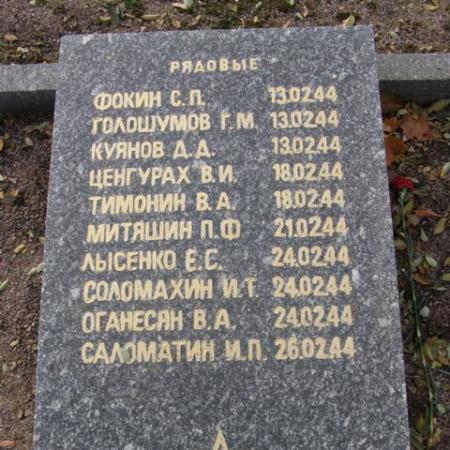 РЯДОВЫЕ
ФОКИН С.П. 13.02.44
ГОЛОШУМОВ Г.М. 13.02.44
КУЯНОВ Д.Д. 13.02.44
ЦЕНГУРАХ В.И. 18.02.44
ТИМОНИН В.А. 18.02.44
МИТЯШИН П.Ф 21.02.44
ЛЫСЕНКО Е.С. 24.02.44
СОЛОМАХИН И.Т. 24.02.44
ОГАНЕСЯН В.А. 24.02.44
САЛОМАТИН И.П. 26.02.44